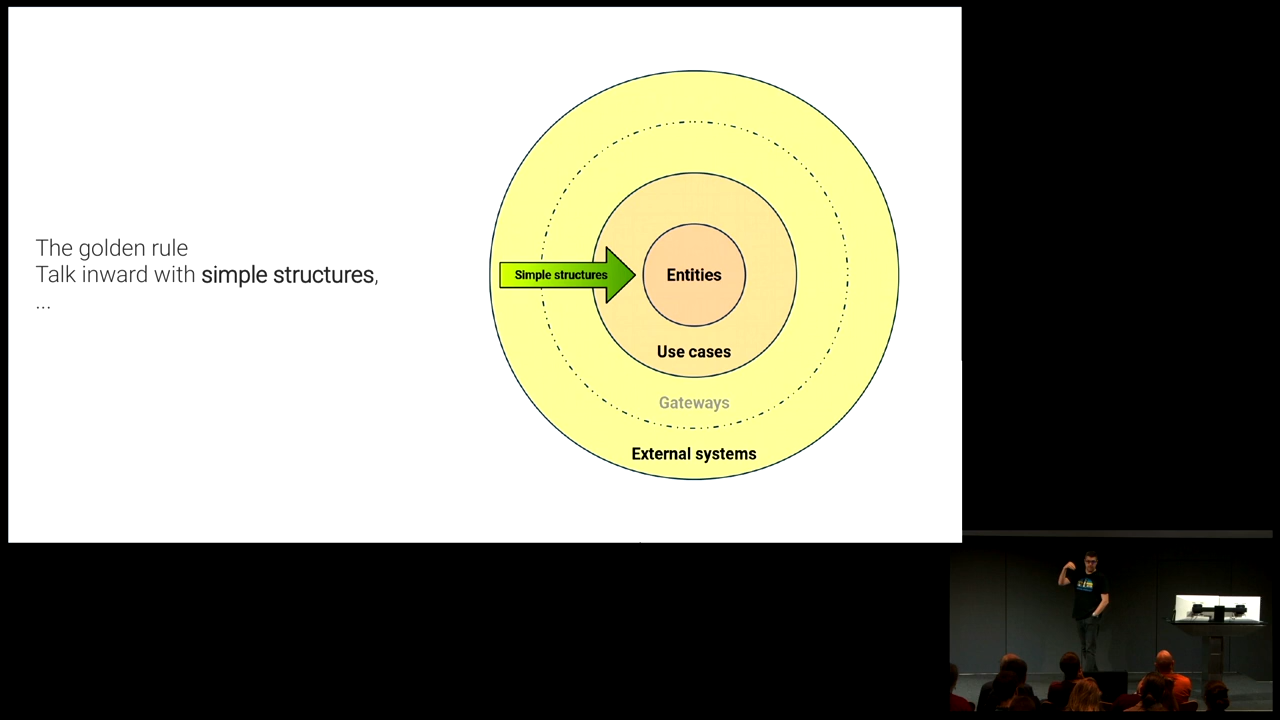 The golden rule
Talk inward with simple structures,
...
Simple structures
Entities
Use cases
Gateways
External systems